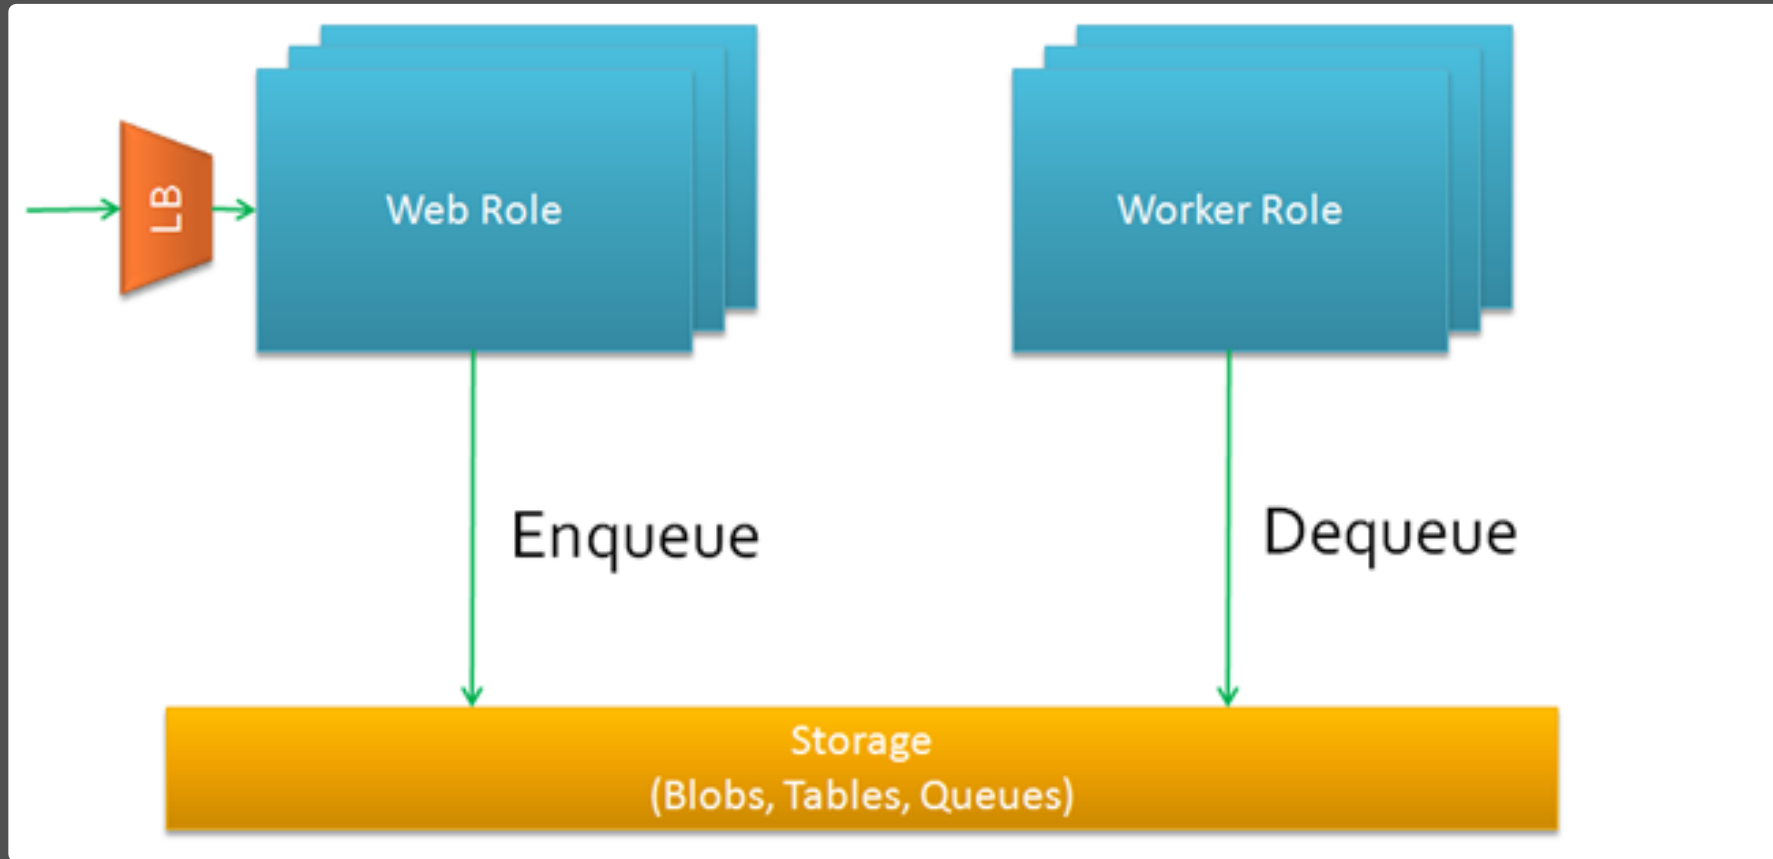 LB
Web Role
Worker Role
Enqueue
Dequeue
Storage
(Blobs, Tables, Queues)